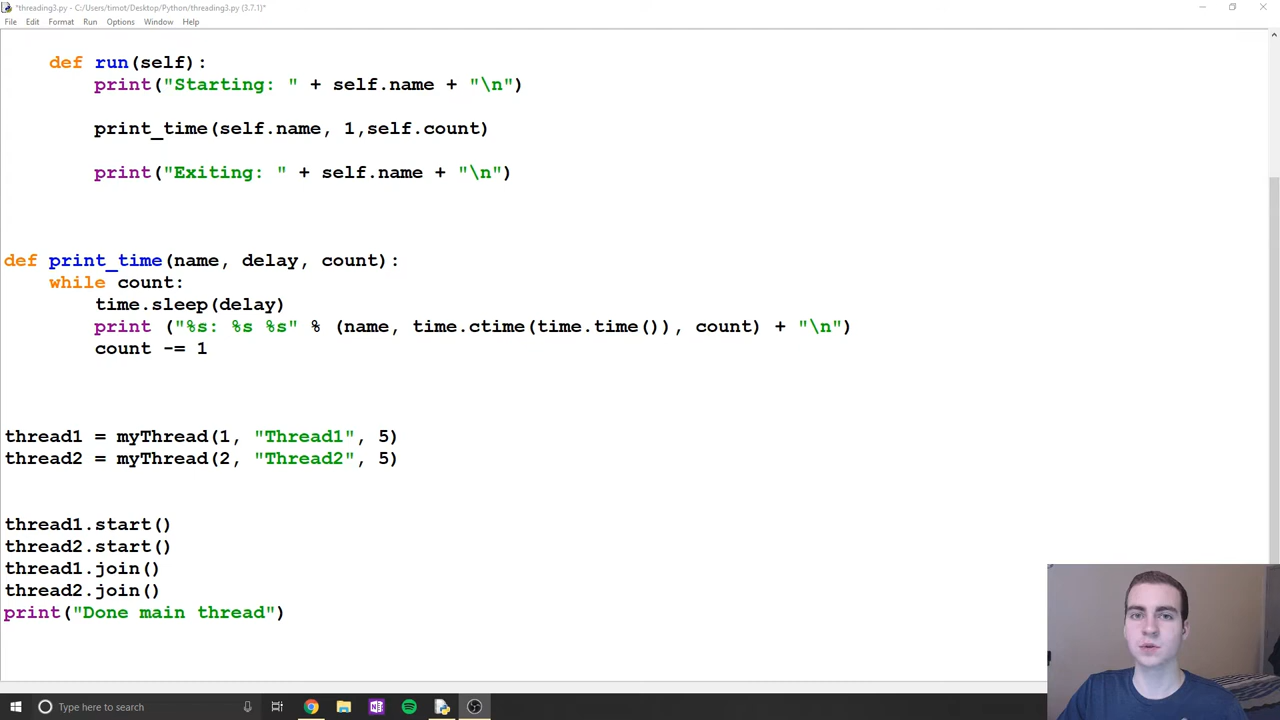 *threading3.py - C:/Users/timot/Desktop/Python/threading3.py (3.7.1)*
File Edit Format Run Options Window Help
def run(self):
print("Starting: " + self.name + "\n")
print_time(self.name, 1,self.count)
print("Exiting: " + self.name + "\n")
def print_time(name, delay, count):
while count:
time.sleep(delay)
print ("%s: %s %s" % (name, time.ctime(time.time()), count) + "\n")
count -= 1
thread1 = myThread(1, "Thread1", 5)
thread2 = myThread(2, "Thread2", 5)
thread1.start()
thread2.start()
thread1.join()
thread2.join()
print("Done main thread")
Type here to search